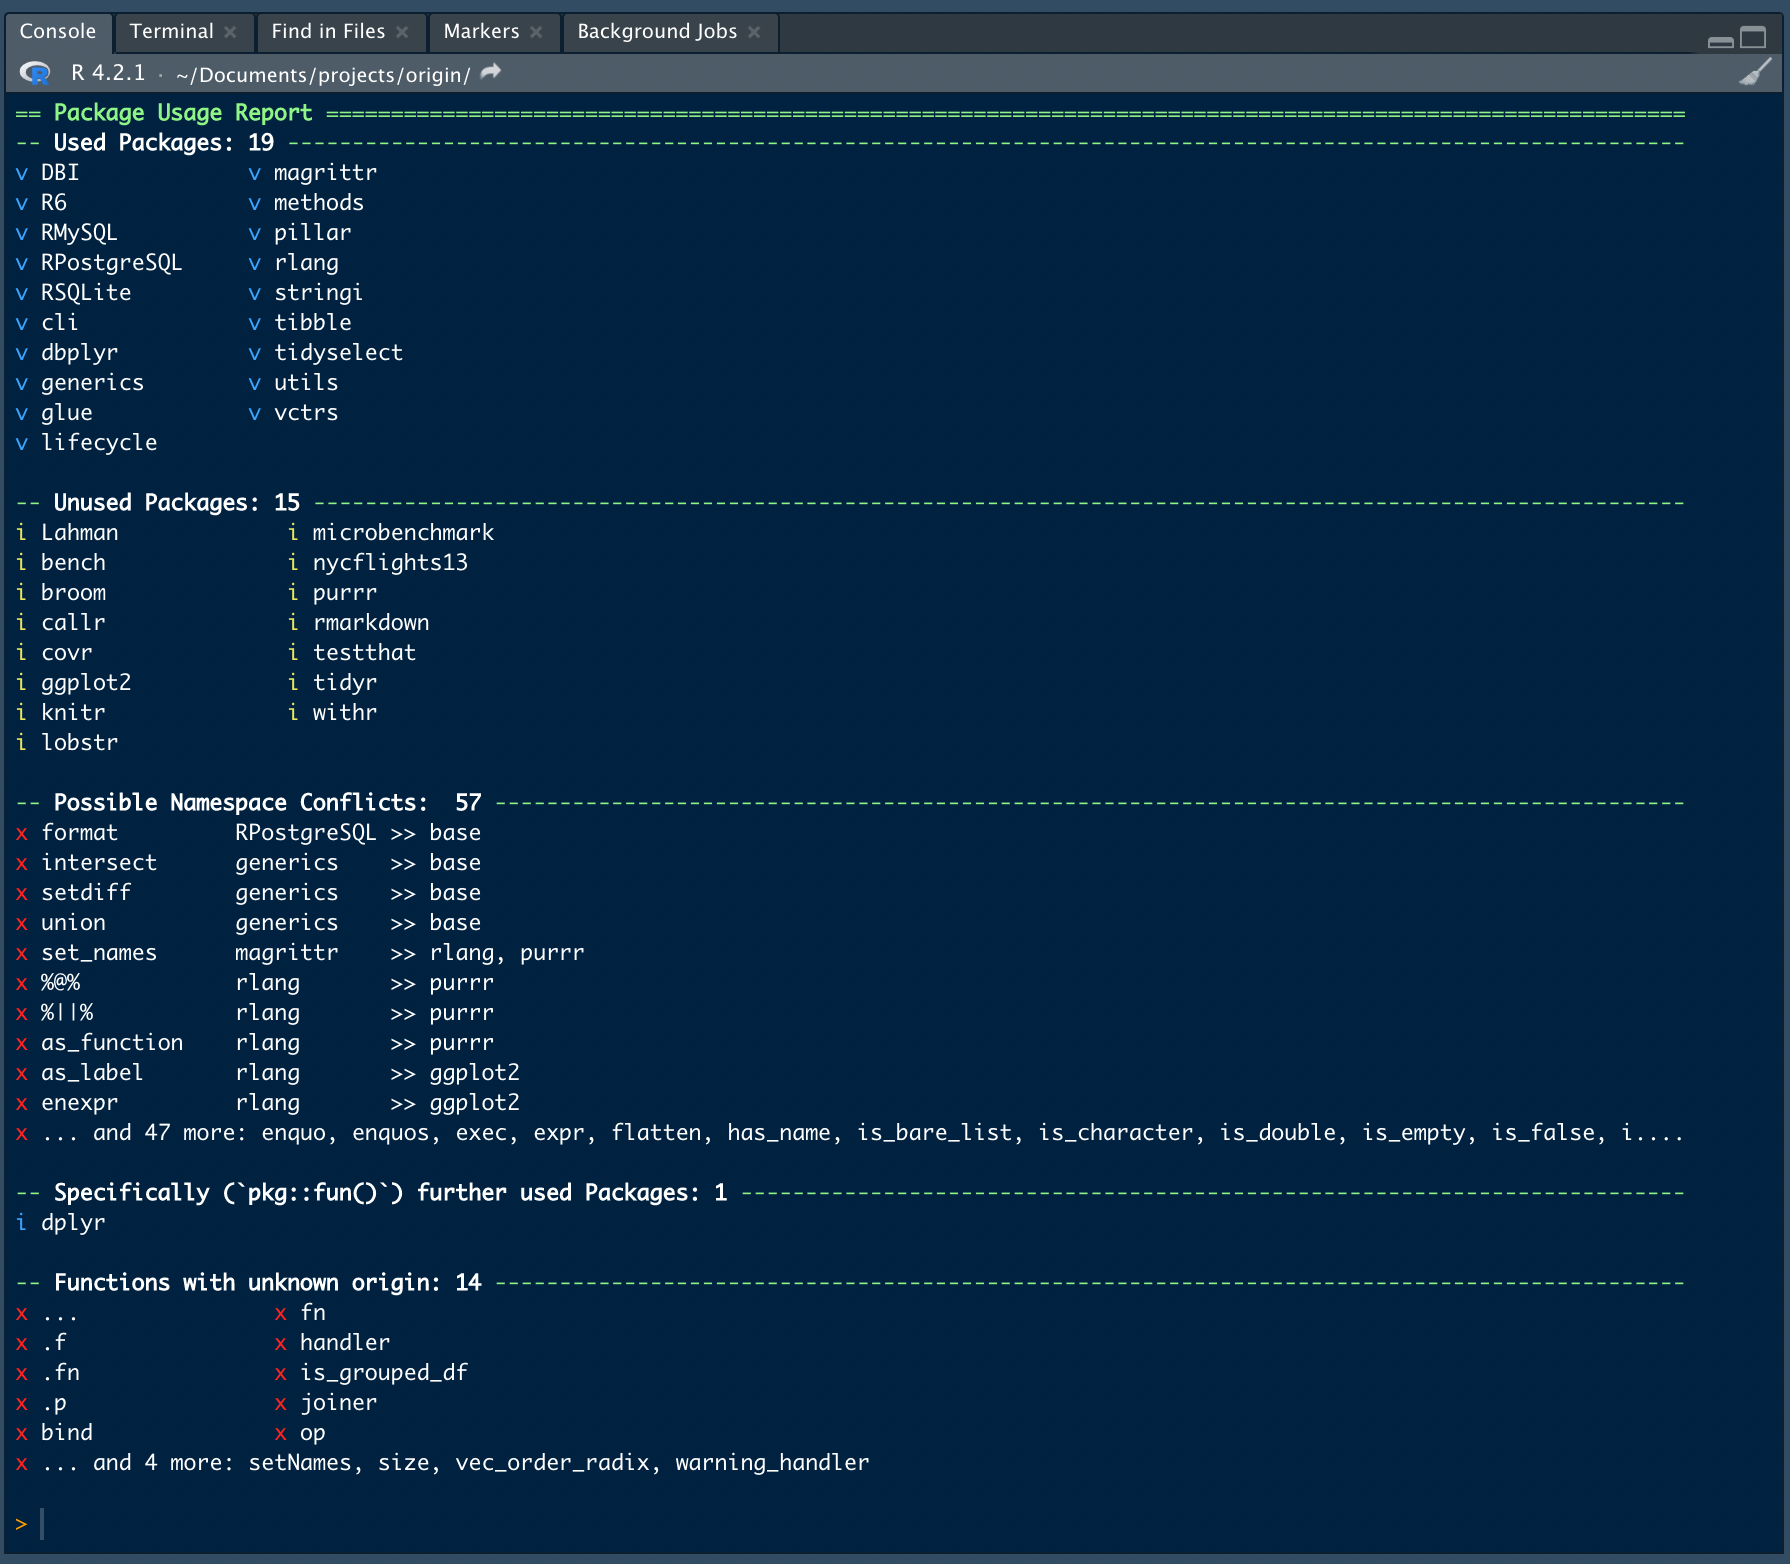 Console Terminal × Find in Files × Markers × Background Jobs ×
R R 4.2.1 · ~/Documents/projects/origin/
== Package Usage Report =========================================================================================================
-- Used Packages: 19 ------------------------------------------------------------------------------------------------------------
v DBI             v magrittr
v R6              v methods
v RMySQL          v pillar
v RPostgreSQL     v rlang
v RSQLite         v stringi
v cli             v tibble
v dbplyr          v tidyselect
v generics        v utils
v glue            v vctrs
v lifecycle
-- Unused Packages: 15 ----------------------------------------------------------------------------------------------------------
i Lahman             i microbenchmark
i bench              i nycflights13
i broom              i purrr
i callr              i rmarkdown
i covr               i testthat
i ggplot2            i tidyr
i knitr              i withr
i lobstr
-- Possible Namespace Conflicts:  57 --------------------------------------------------------------------------------------------
x format         RPostgreSQL >> base
x intersect      generics    >> base
x setdiff        generics    >> base
x union          generics    >> base
x set_names      magrittr    >> rlang, purrr
x %@%            rlang       >> purrr
x %||%           rlang       >> purrr
x as_function    rlang       >> purrr
x as_label       rlang       >> ggplot2
x enexpr         rlang       >> ggplot2
x ... and 47 more: enquo, enquos, exec, expr, flatten, has_name, is_bare_list, is_character, is_double, is_empty, is_false, i....
-- Specifically (`pkg::fun()`) further used Packages: 1 -------------------------------------------------------------------------
i dplyr
-- Functions with unknown origin: 14 --------------------------------------------------------------------------------------------
x ...               x fn
x .f                x handler
x .fn               x is_grouped_df
x .p                x joiner
x bind              x op
x ... and 4 more: setNames, size, vec_order_radix, warning_handler
>